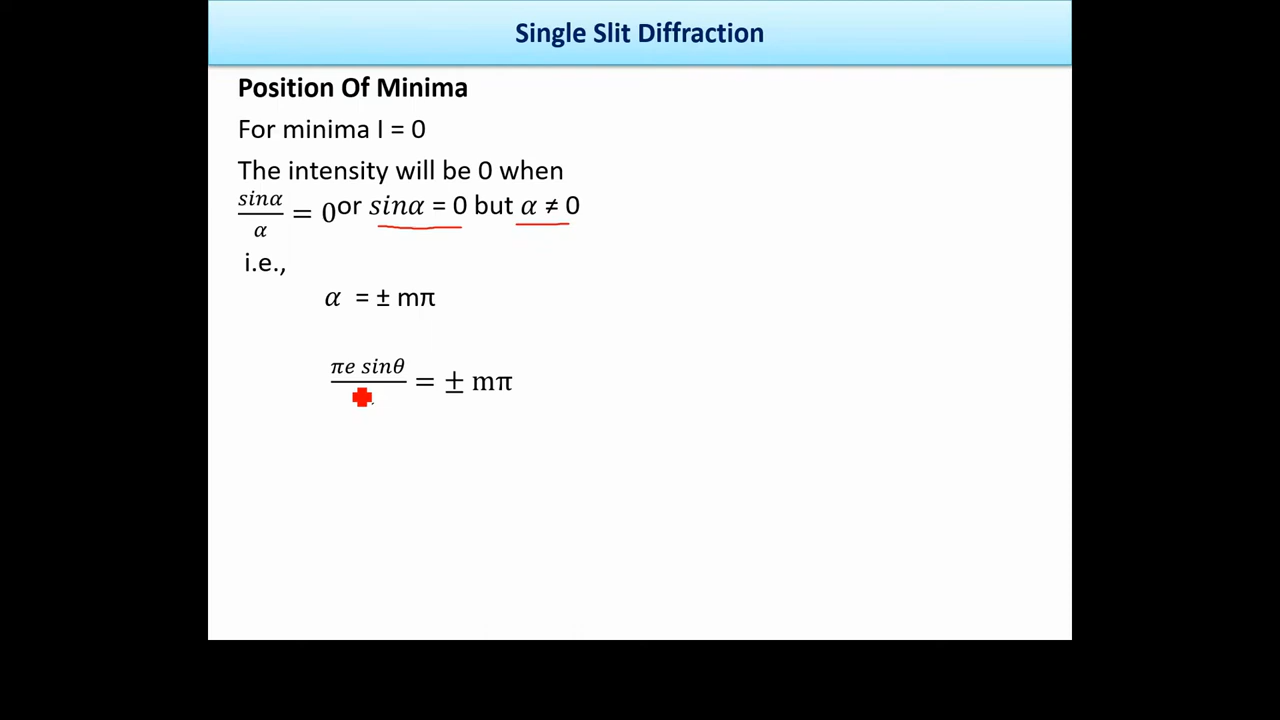 Single Slit Diffraction
Position Of Minima
For minima I = 0
The intensity will be 0 when
sinα/α = 0 or sinα = 0 but α ≠ 0
i.e.,
α = ± mπ
πe sinθ/ = ± mπ